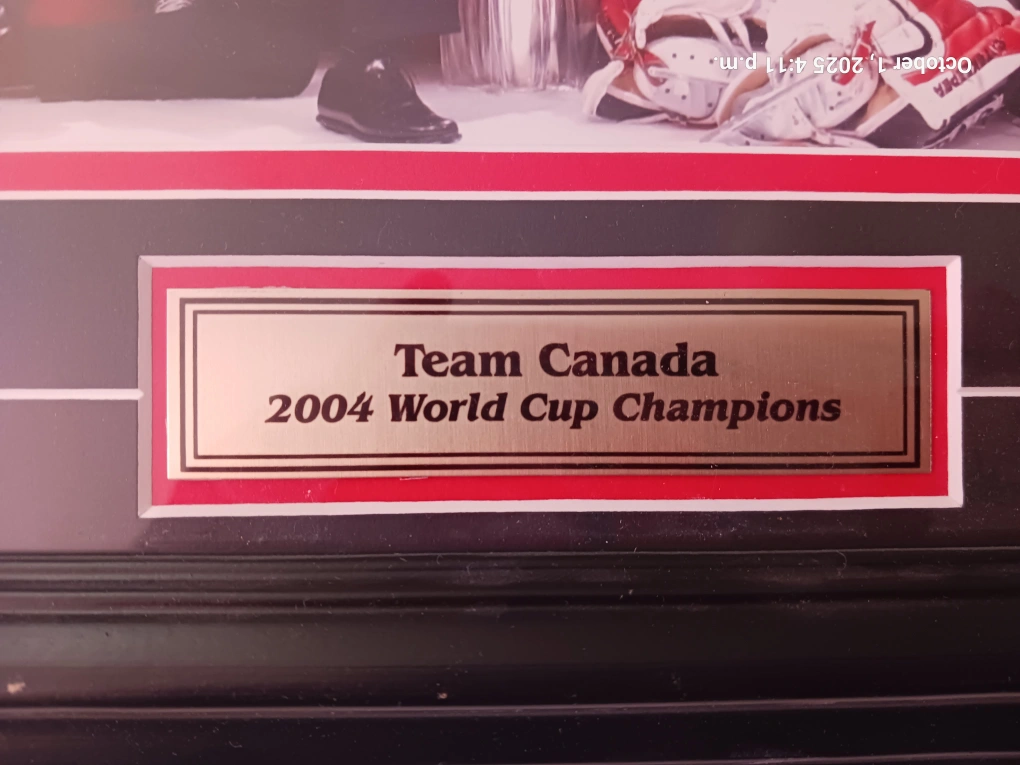 October 1, 2025 4:11 p.m.
Team Canada
2004 World Cup Champions